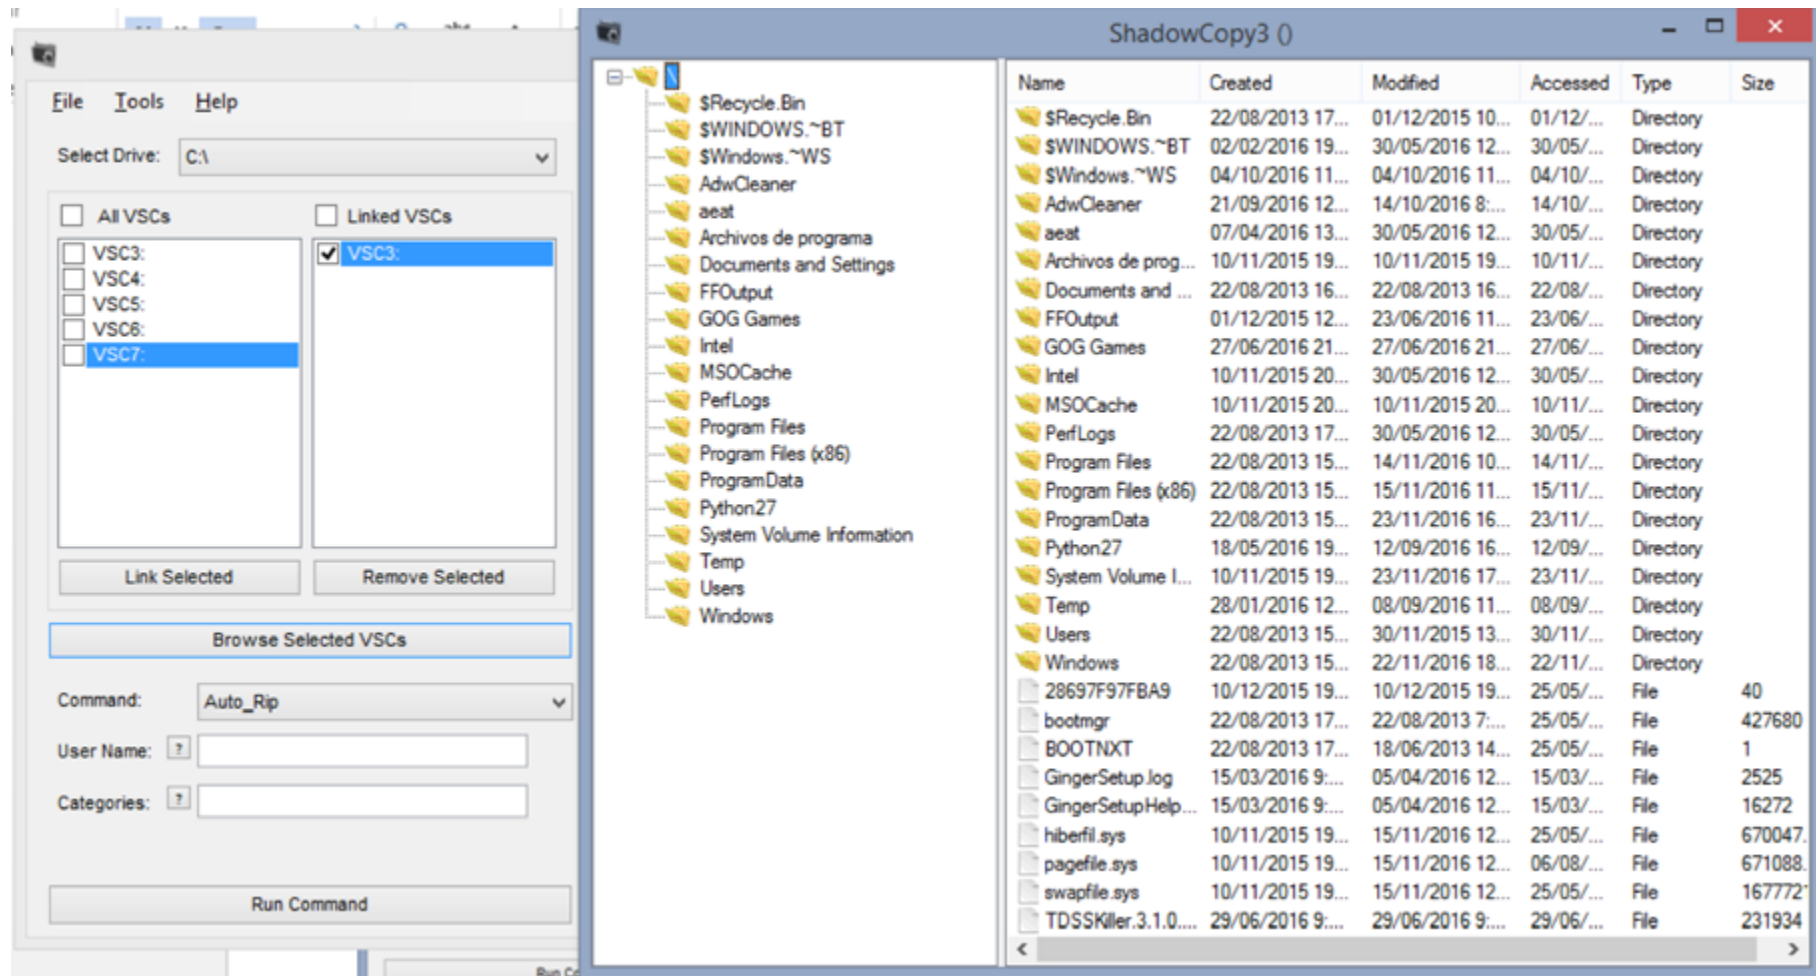 File Tools Help
Select Drive: C:\
All VSCs
VSC3:
VSC4:
VSC5:
VSC6:
VSC7:
Link Selected
Linked VSCs
VSC3:
Remove Selected
Browse Selected VSCs
Command: Auto_Rip
User Name: ?
Categories: ?
Run Command
ShadowCopy3 ()
\
$Recycle.Bin
$WINDOWS.~BT
$Windows.~WS
AdwCleaner
aeat
Archivos de programa
Documents and Settings
FFOutput
GOG Games
Intel
MSOCache
PerfLogs
Program Files
Program Files (x86)
ProgramData
Python27
System Volume Information
Temp
Users
Windows
Name Created Modified Accessed Type Size
$Recycle.Bin 22/08/2013 17... 01/12/2015 10... 01/12/... Directory
$WINDOWS.~BT 02/02/2016 19... 30/05/2016 12... 30/05/... Directory
$Windows.~WS 04/10/2016 11... 04/10/2016 11... 04/10/... Directory
AdwCleaner 21/09/2016 12... 14/10/2016 8:... 14/10/... Directory
aeat 07/04/2016 13... 30/05/2016 12... 30/05/... Directory
Archivos de prog... 10/11/2015 19... 10/11/2015 19... 10/11/... Directory
Documents and ... 22/08/2013 16... 22/08/2013 16... 22/08/... Directory
FFOutput 01/12/2015 12... 23/06/2016 11... 23/06/... Directory
GOG Games 27/06/2016 21... 27/06/2016 21... 27/06/... Directory
Intel 10/11/2015 20... 30/05/2016 12... 30/05/... Directory
MSOCache 10/11/2015 20... 10/11/2015 20... 10/11/... Directory
PerfLogs 22/08/2013 17... 30/05/2016 12... 30/05/... Directory
Program Files 22/08/2013 15... 14/11/2016 10... 14/11/... Directory
Program Files (x86) 22/08/2013 15... 15/11/2016 11... 15/11/... Directory
ProgramData 22/08/2013 15... 23/11/2016 16... 23/11/... Directory
Python27 18/05/2016 19... 12/09/2016 16... 12/09/... Directory
System Volume I... 10/11/2015 19... 23/11/2016 17... 23/11/... Directory
Temp 28/01/2016 12... 08/09/2016 11... 08/09/... Directory
Users 22/08/2013 15... 30/11/2015 13... 30/11/... Directory
Windows 22/08/2013 15... 22/11/2016 18... 22/11/... Directory
28697F97FBA9 10/12/2015 19... 10/12/2015 19... 25/05/... File 40
bootmgr 22/08/2013 17... 22/08/2013 7:... 25/05/... File 427680
BOOTNXT 22/08/2013 17... 18/06/2013 14... 25/05/... File 1
GingerSetup.log 15/03/2016 9:... 05/04/2016 12... 15/03/... File 2525
GingerSetupHelp... 15/03/2016 9:... 05/04/2016 12... 15/03/... File 16272
hiberfil.sys 10/11/2015 19... 15/11/2016 12... 25/05/... File 670047.
pagefile.sys 10/11/2015 19... 15/11/2016 12... 06/08/... File 671088.
swapfile.sys 10/11/2015 19... 15/11/2016 12... 25/05/... File 1677721
TDSSKiller.3.1.0.... 29/06/2016 9:... 29/06/2016 9:... 29/06/... File 231934